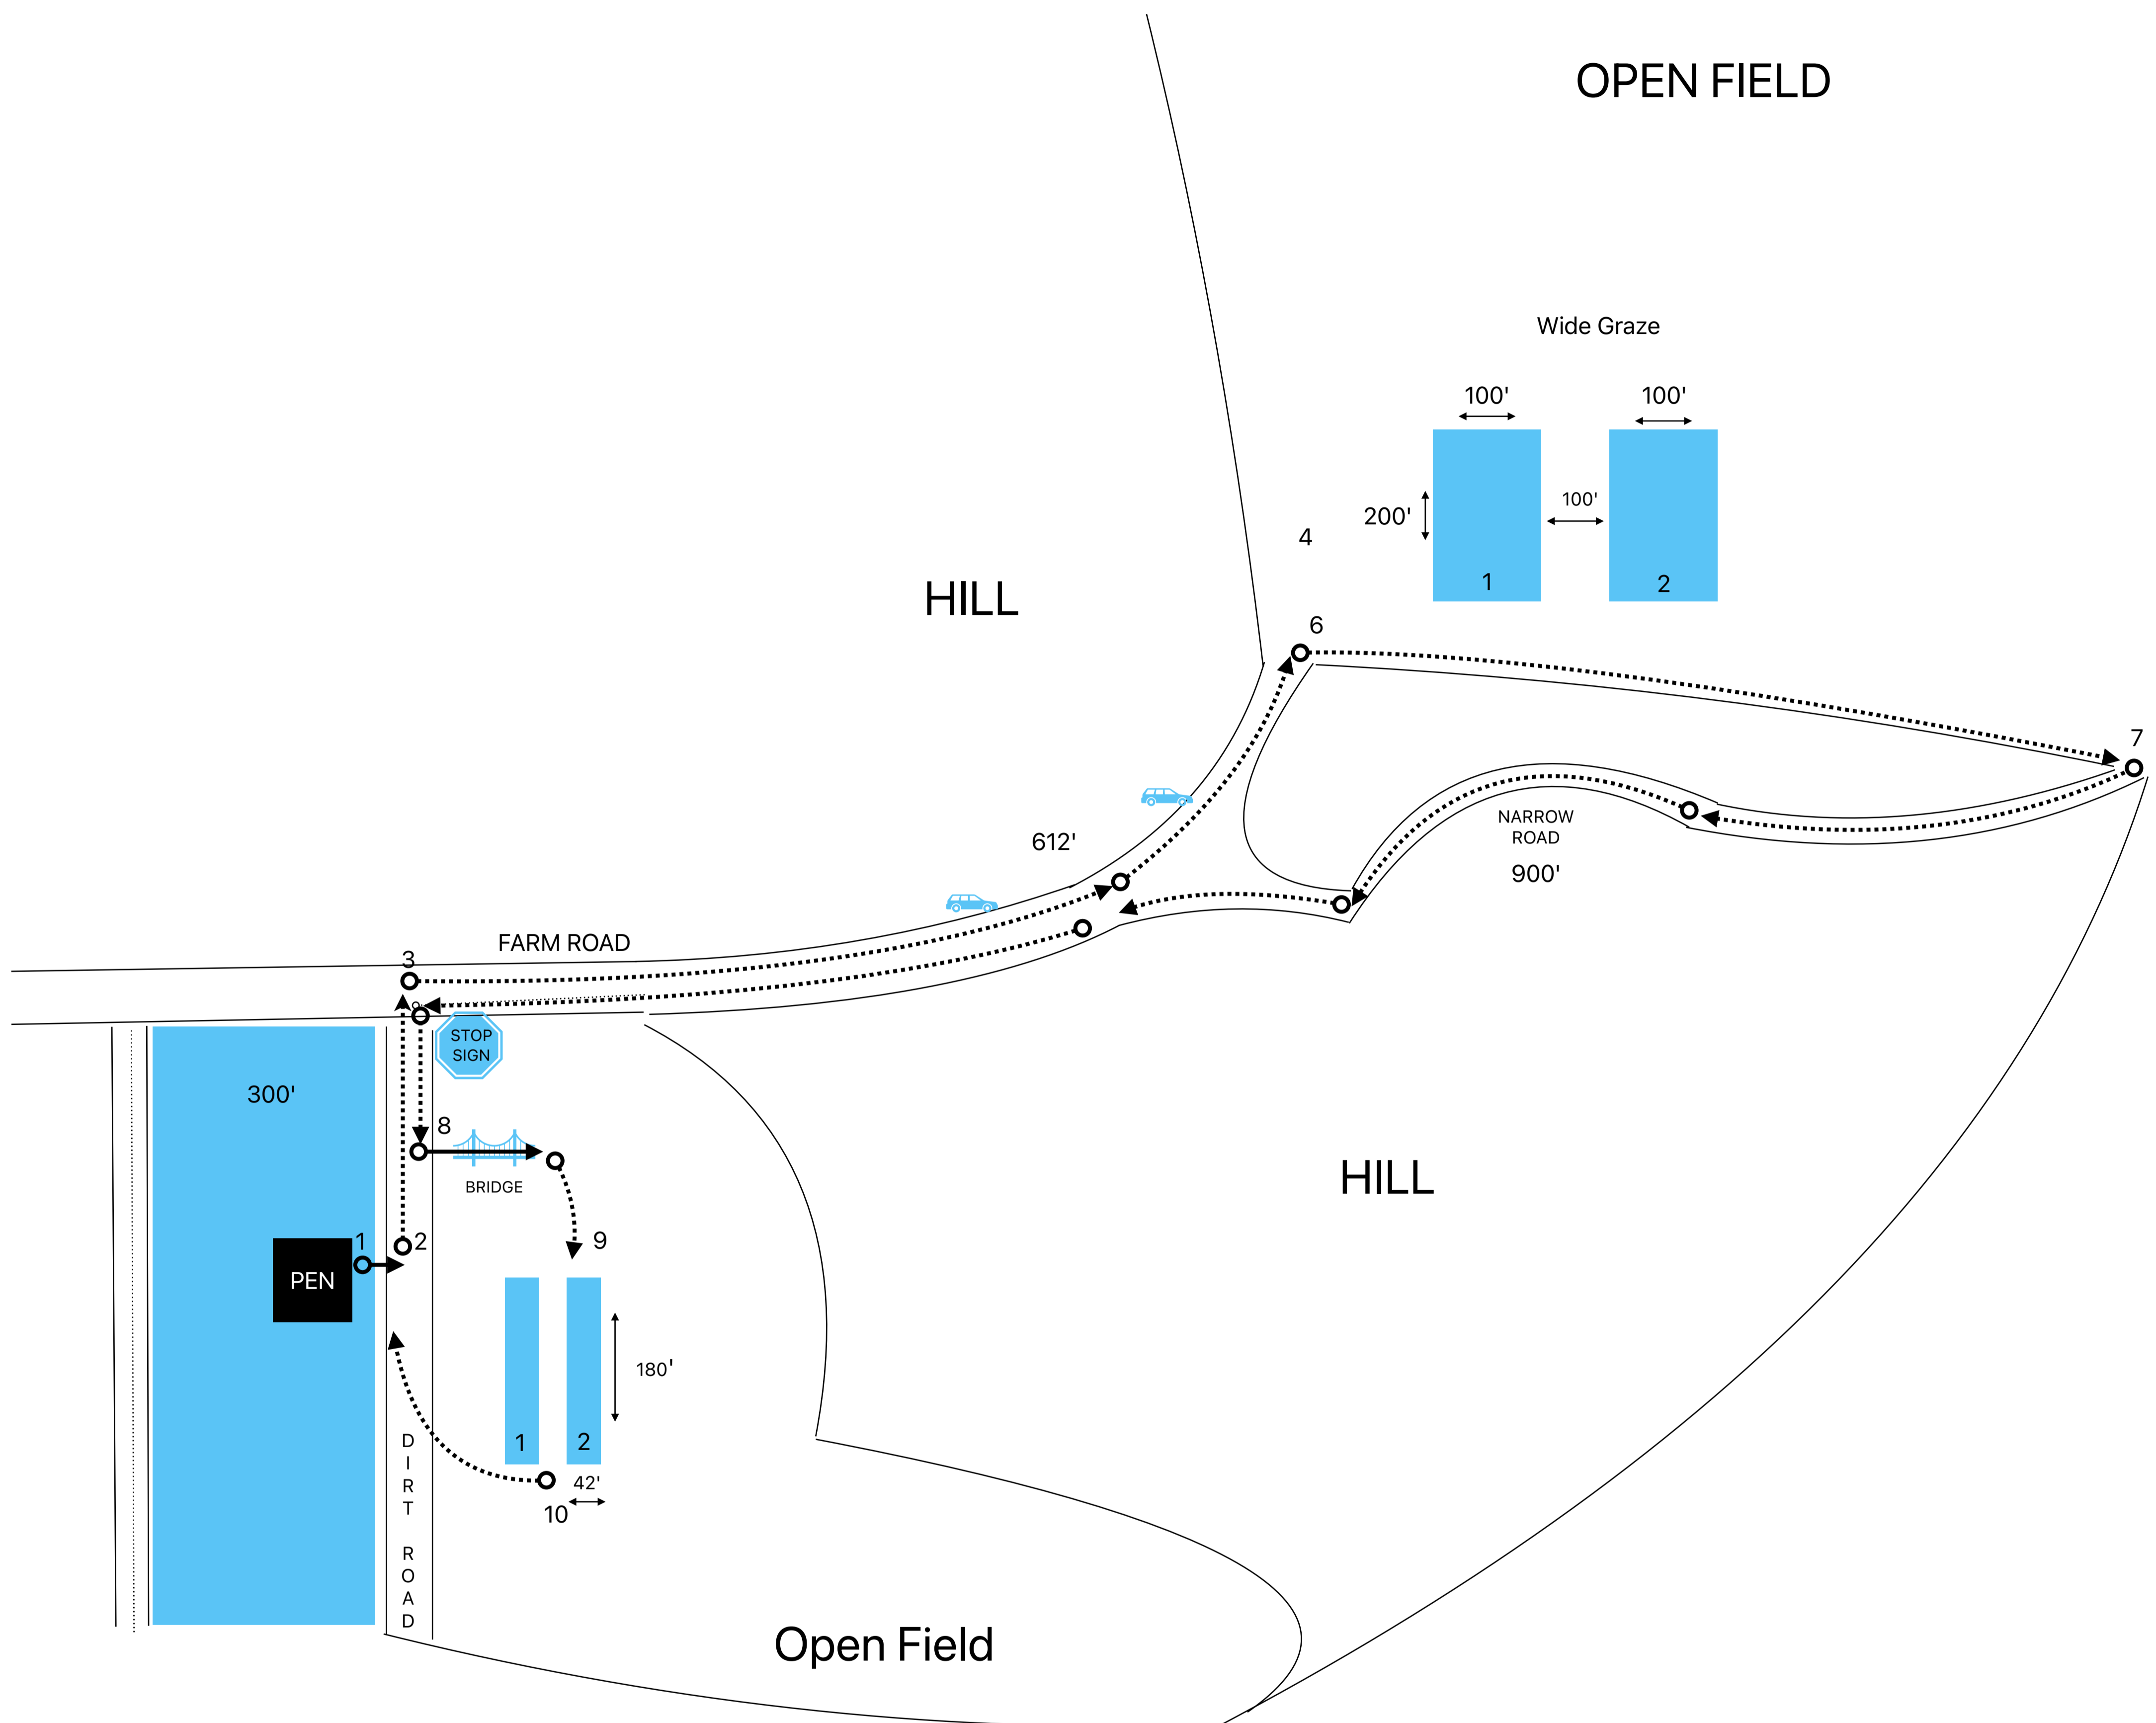 OPEN FIELD
Wide Graze
100'
100'
200'
100'
1
2
4
HILL
6
7
NARROW
ROAD
900'
612'
FARM ROAD
3
STOP
SIGN
300'
8
BRIDGE
1
2
9
PEN
180'
1
2
42'
10
DIRT ROAD
HILL
Open Field